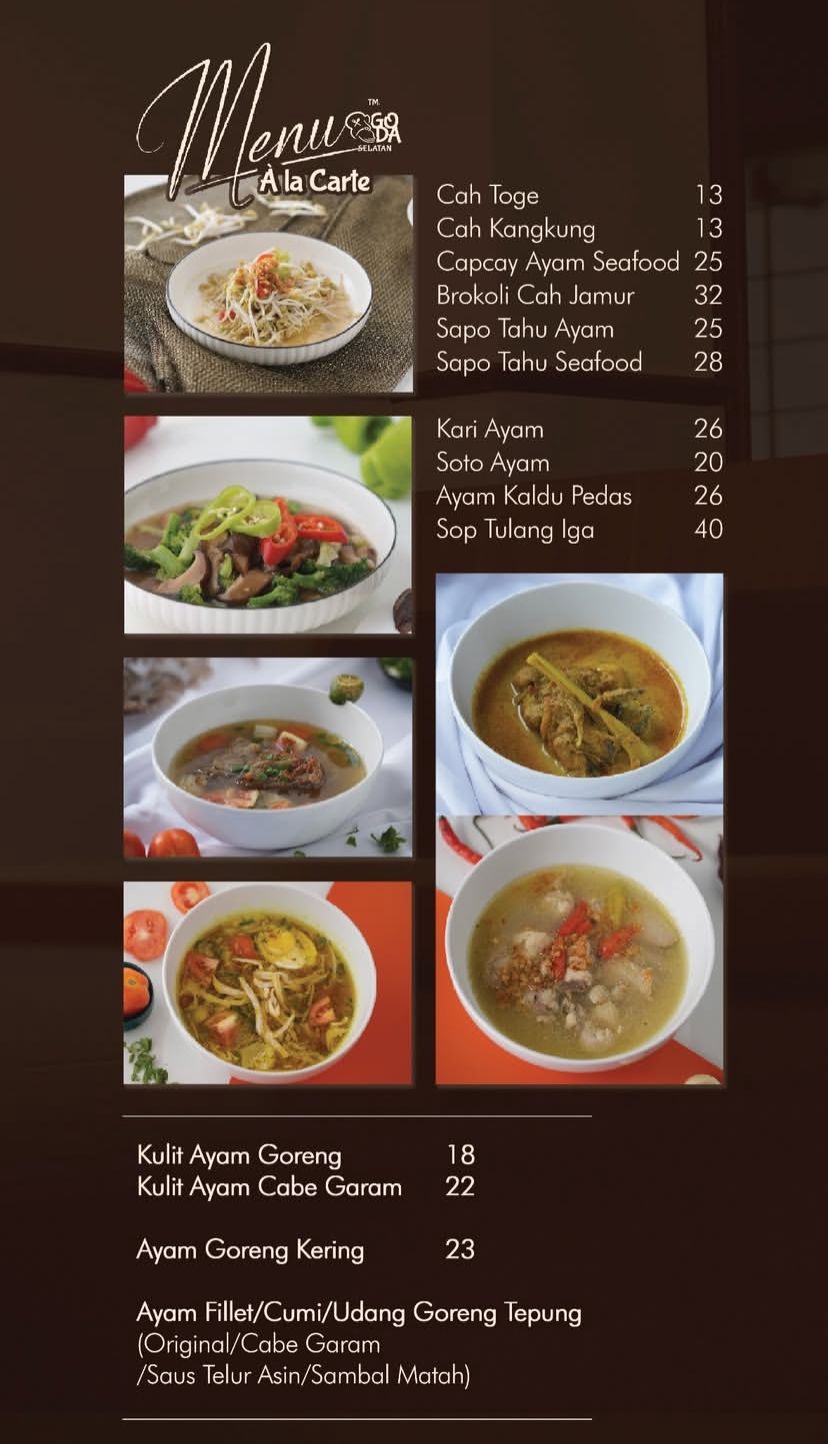 Menu
TM.
GO
DA
SELATAN
À la Carte
Cah Toge 13
Cah Kangkung 13
Capcay Ayam Seafood 25
Brokoli Cah Jamur 32
Sapo Tahu Ayam 25
Sapo Tahu Seafood 28
Kari Ayam 26
Soto Ayam 20
Ayam Kaldu Pedas 26
Sop Tulang Iga 40
Kulit Ayam Goreng 18
Kulit Ayam Cabe Garam 22
Ayam Goreng Kering 23
Ayam Fillet/Cumi/Udang Goreng Tepung
(Original/Cabe Garam
/Saus Telur Asin/Sambal Matah)